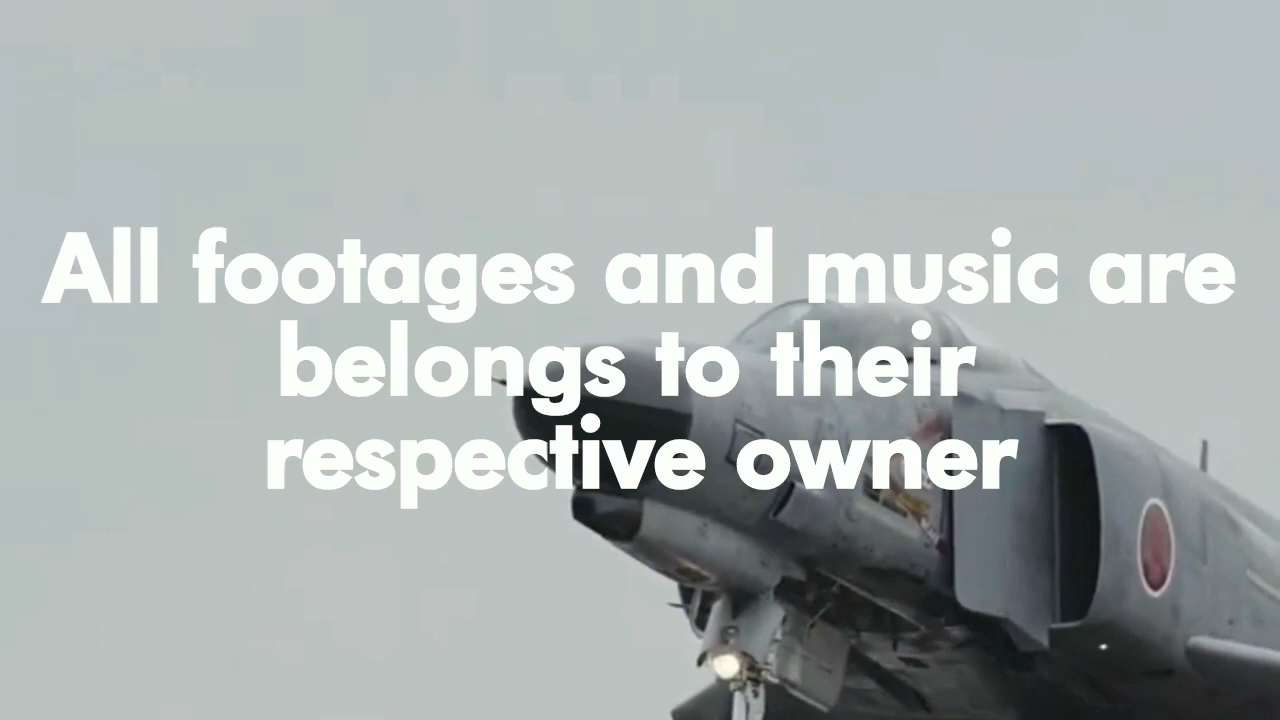 All footages and music are
belongs to their
respective owner